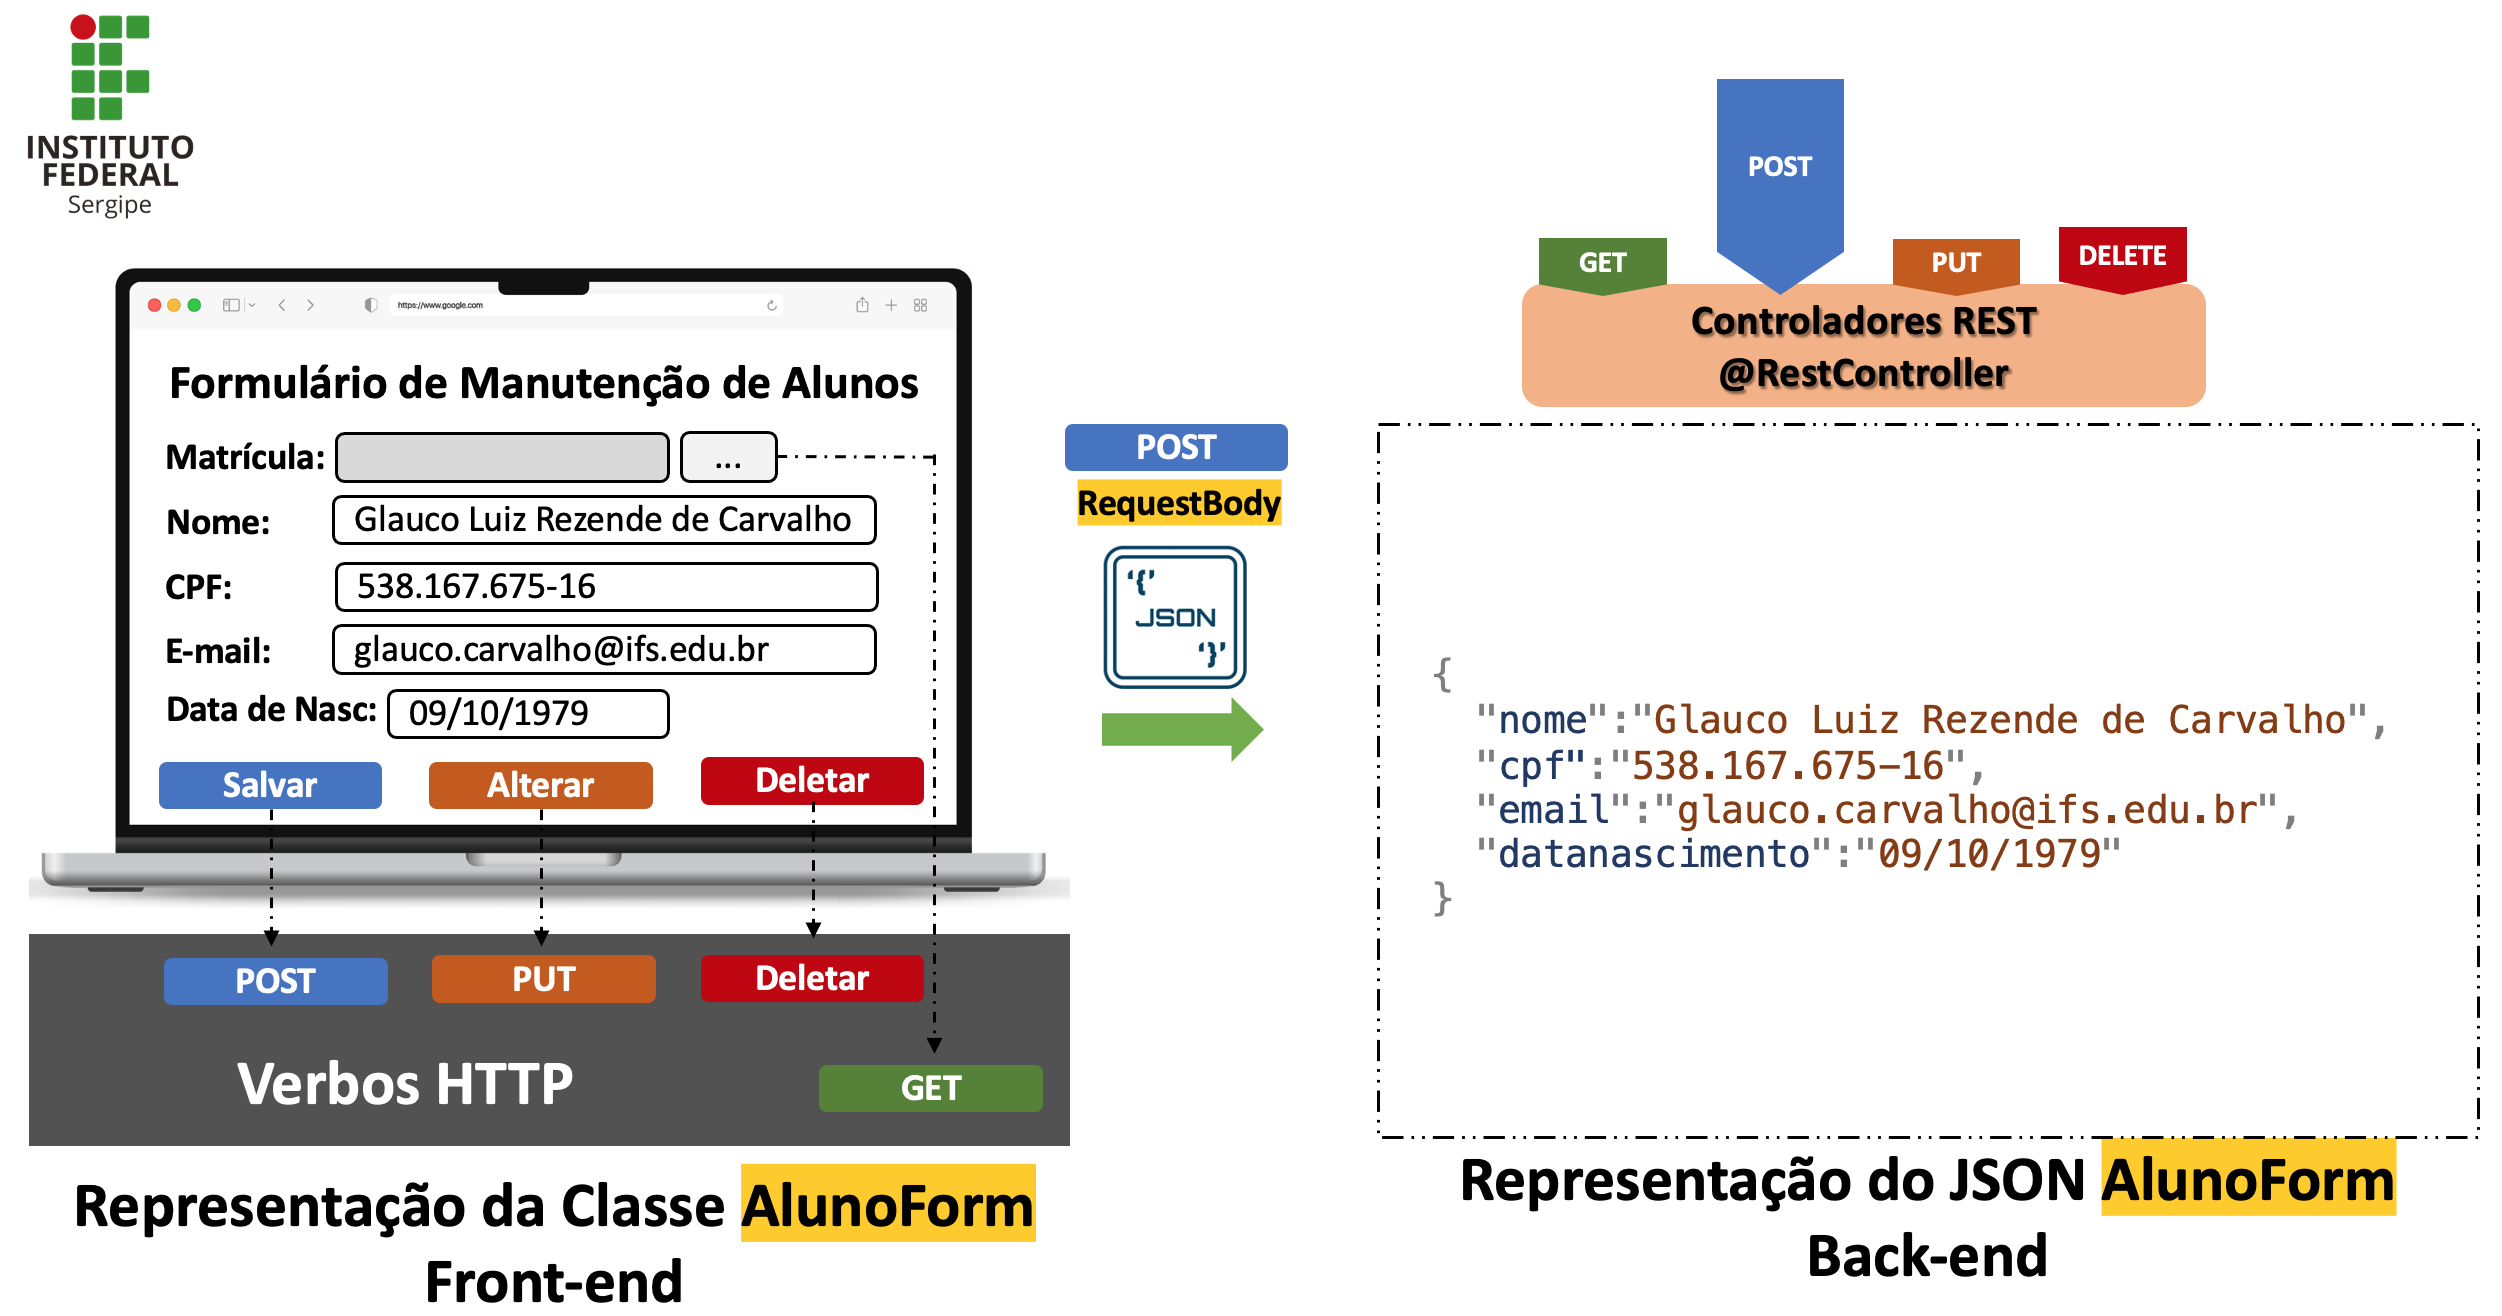 INSTITUTO
FEDERAL
Sergipe
https://www.google.com
Formulário de Manutenção de Alunos
Matrícula:
...
Nome:
Glauco Luiz Rezende de Carvalho
CPF:
538.167.675-16
E-mail:
glauco.carvalho@ifs.edu.br
Data de Nasc:
09/10/1979
Salvar
Alterar
Deletar
POST
PUT
Deletar
Verbos HTTP
GET
Representação da Classe AlunoForm
Front-end
POST
RequestBody
'{'
JSON
'}'
POST
GET
PUT
DELETE
Controladores REST
@RestController
{
"nome":"Glauco Luiz Rezende de Carvalho",
"cpf":"538.167.675-16",
"email":"glauco.carvalho@ifs.edu.br",
"datanascimento":"09/10/1979"
}
Representação do JSON AlunoForm
Back-end